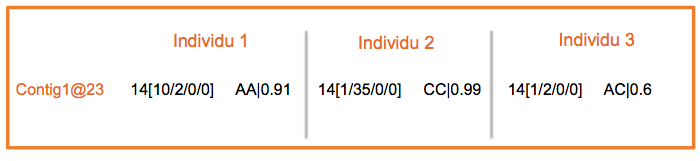 Individu 1 Individu 2 Individu 3
Contig1@23 14[10/2/0/0] AA|0.91 14[1/35/0/0] CC|0.99 14[1/2/0/0] AC|0.6